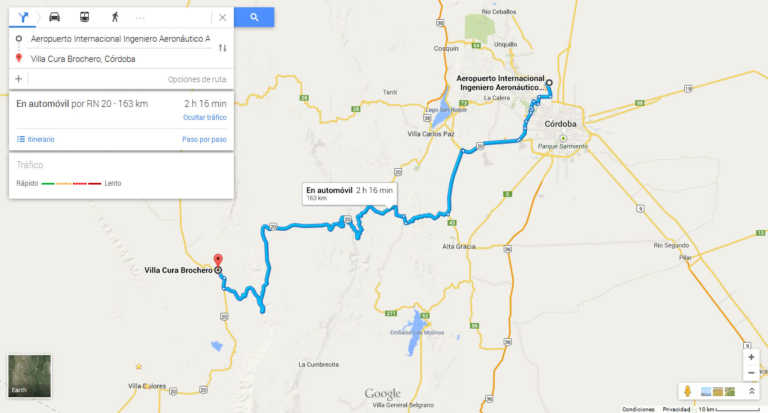 Aeropuerto Internacional Ingeniero Aeronáutico A
Villa Cura Brochero, Córdoba
Opciones de ruta
En automóvil por RN 20 - 163 km
2 h 16 min
Ocultar tráfico
Itinerario
Paso por paso
Tráfico
Rápido
Lento
Río Ceballos
Unquillo
Cosquín
Aeropuerto Internacional
Ingeniero Aeronáutico...
Tanti
La Calera
Lago San Roque
Córdoba
Villa Carlos Paz
Parque Sarmiento
En automóvil 2 h 16 min
163 km
Alta Gracia
Río Segundo
Pilar
Villa Cura Brochero
Embalse Los Molinos
La Cumbrecita
Villa Dolores
Villa General Belgrano
Earth
Google
Condiciones
Privacidad
10 km